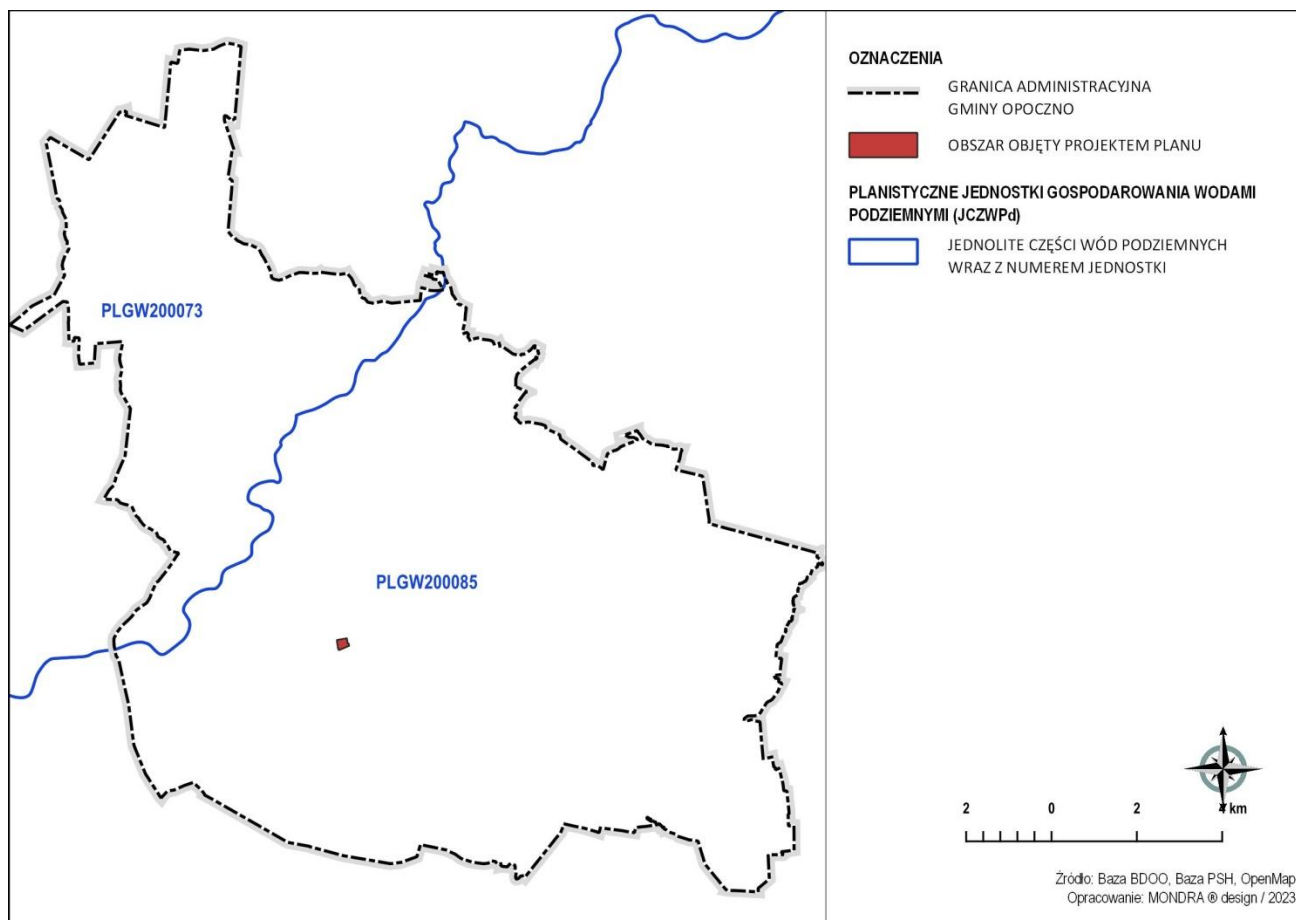 PLGW200073
PLGW200085
OZNACZENIA
GRANICA ADMINISTRACYJNA
GMINY OPOCZNO
OBSZAR OBJĘTY PROJEKTEM PLANU
PLANISTYCZNE JEDNOSTKI GOSPODAROWANIA WODAMI
PODZIEMNYMI (JCZWPd)
JEDNOLITE CZĘŚCI WÓD PODZIEMNYCH
WRAZ Z NUMEREM JEDNOSTKI
2 0 2 4 km
Źródło: Baza BDOO, Baza PSH, OpenMap
Opracowanie: MONDRA ® design / 2023